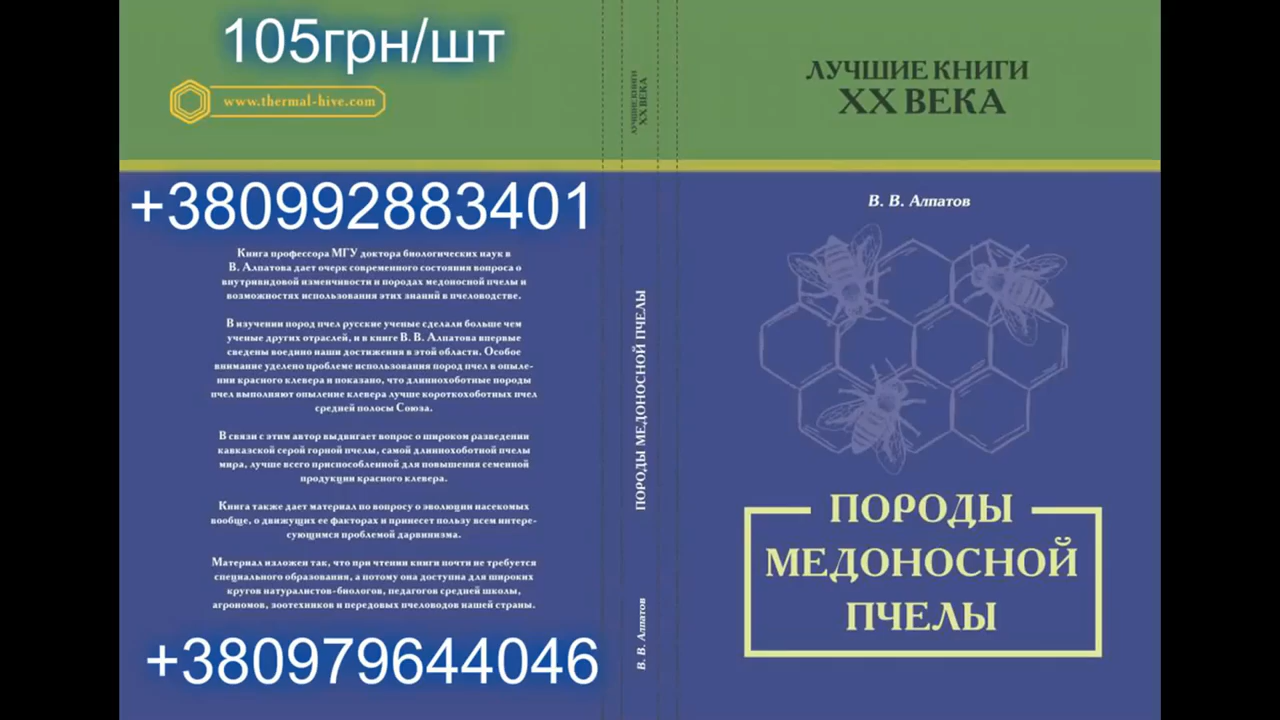 105грн/шт
www.thermal-hive.com
+380992883401
Книга профессора МГУ доктора биологических наук в
В. Алпатова дает очерк современного состояния вопроса о
внутривидовой изменчивости и породах медоносной пчелы и
возможностях использования этих знаний в пчеловодстве.
В изучении пород пчел русские ученые сделали больше чем
ученые других отраслей, и в книге В. В. Алпатова впервые
сведены воедино наши достижения в этой области. Особое
внимание уделено проблеме использования пород пчел в опыле-
нии красного клевера и показано, что длиннохоботные породы
пчел выполняют опыление клевера лучше короткохоботных пчел
средней полосы Союза.
В связи с этим автор выдвигает вопрос о широком разведении
кавказской серой горной пчелы, самой длиннохоботной пчелы
мира, лучше всего приспособленной для повышения семенной
продукции красного клевера.
Книга также дает материал по вопросу о эволюции насекомых
вообще, о движущих ее факторах и принесет пользу всем интере-
сующимся проблемой дарвинизма.
Материал изложен так, что при чтении книги почти не требуется
специального образования, а потому она доступна для широких
кругов натуралистов-биологов, педагогов средней школы,
агрономов, зоотехников и передовых пчеловодов нашей страны.
+380979644046
ЛУЧШИЕ КНИГИ
ХХ ВЕКА
ПОРОДЫ МЕДОНОСНОЙ ПЧЕЛЫ
В. В. Алпатов
ЛУЧШИЕ КНИГИ
ХХ ВЕКА
В. В. Алпатов
ПОРОДЫ
МЕДОНОСНОЙ
ПЧЕЛЫ